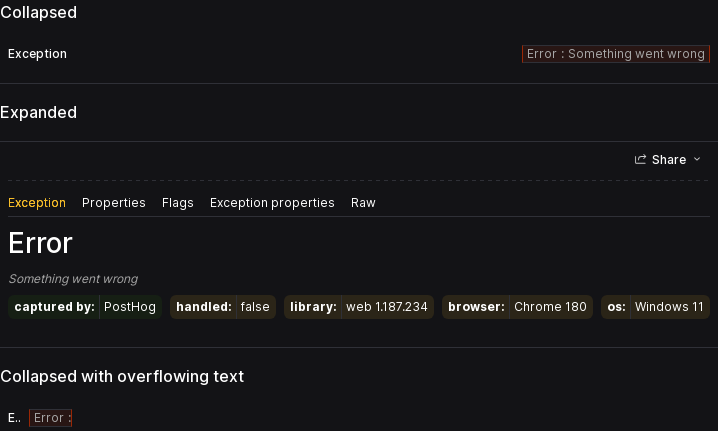 Collapsed
Exception Error : Something went wrong
Expanded
Share
Exception Properties Flags Exception properties Raw
Error
Something went wrong
captured by: PostHog handled: false library: web 1.187.234 browser: Chrome 180 os: Windows 11
Collapsed with overflowing text
E.. Error :